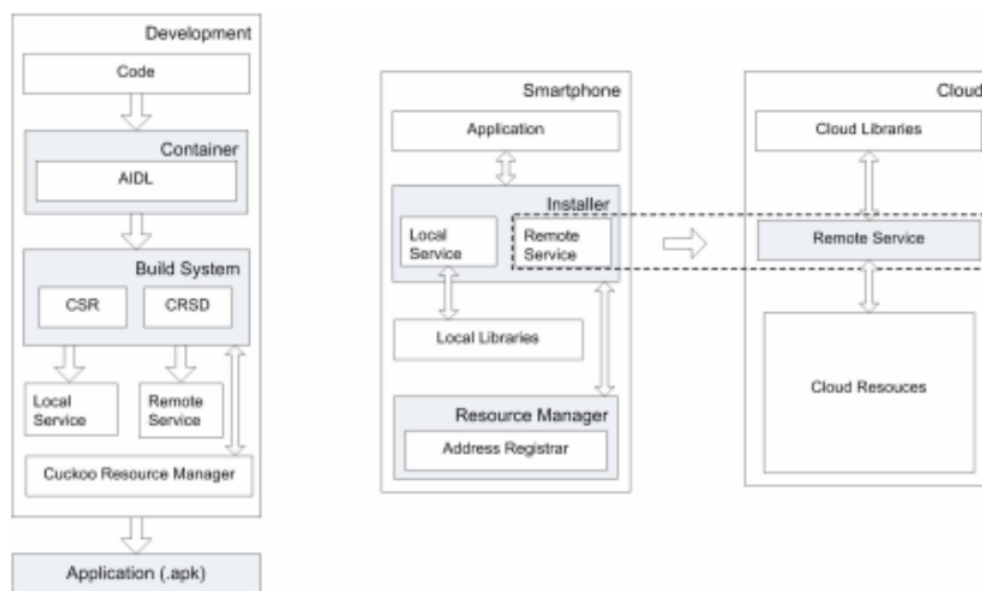 Development
Code
Container
AIDL
Build System
CSR
CRSD
Local
Service
Remote
Service
Cuckoo Resource Manager
Application (.apk)
Smartphone
Application
Installer
Local
Service
Remote
Service
Local Libraries
Resource Manager
Address Registrar
Cloud
Cloud Libraries
Remote Service
Cloud Resouces